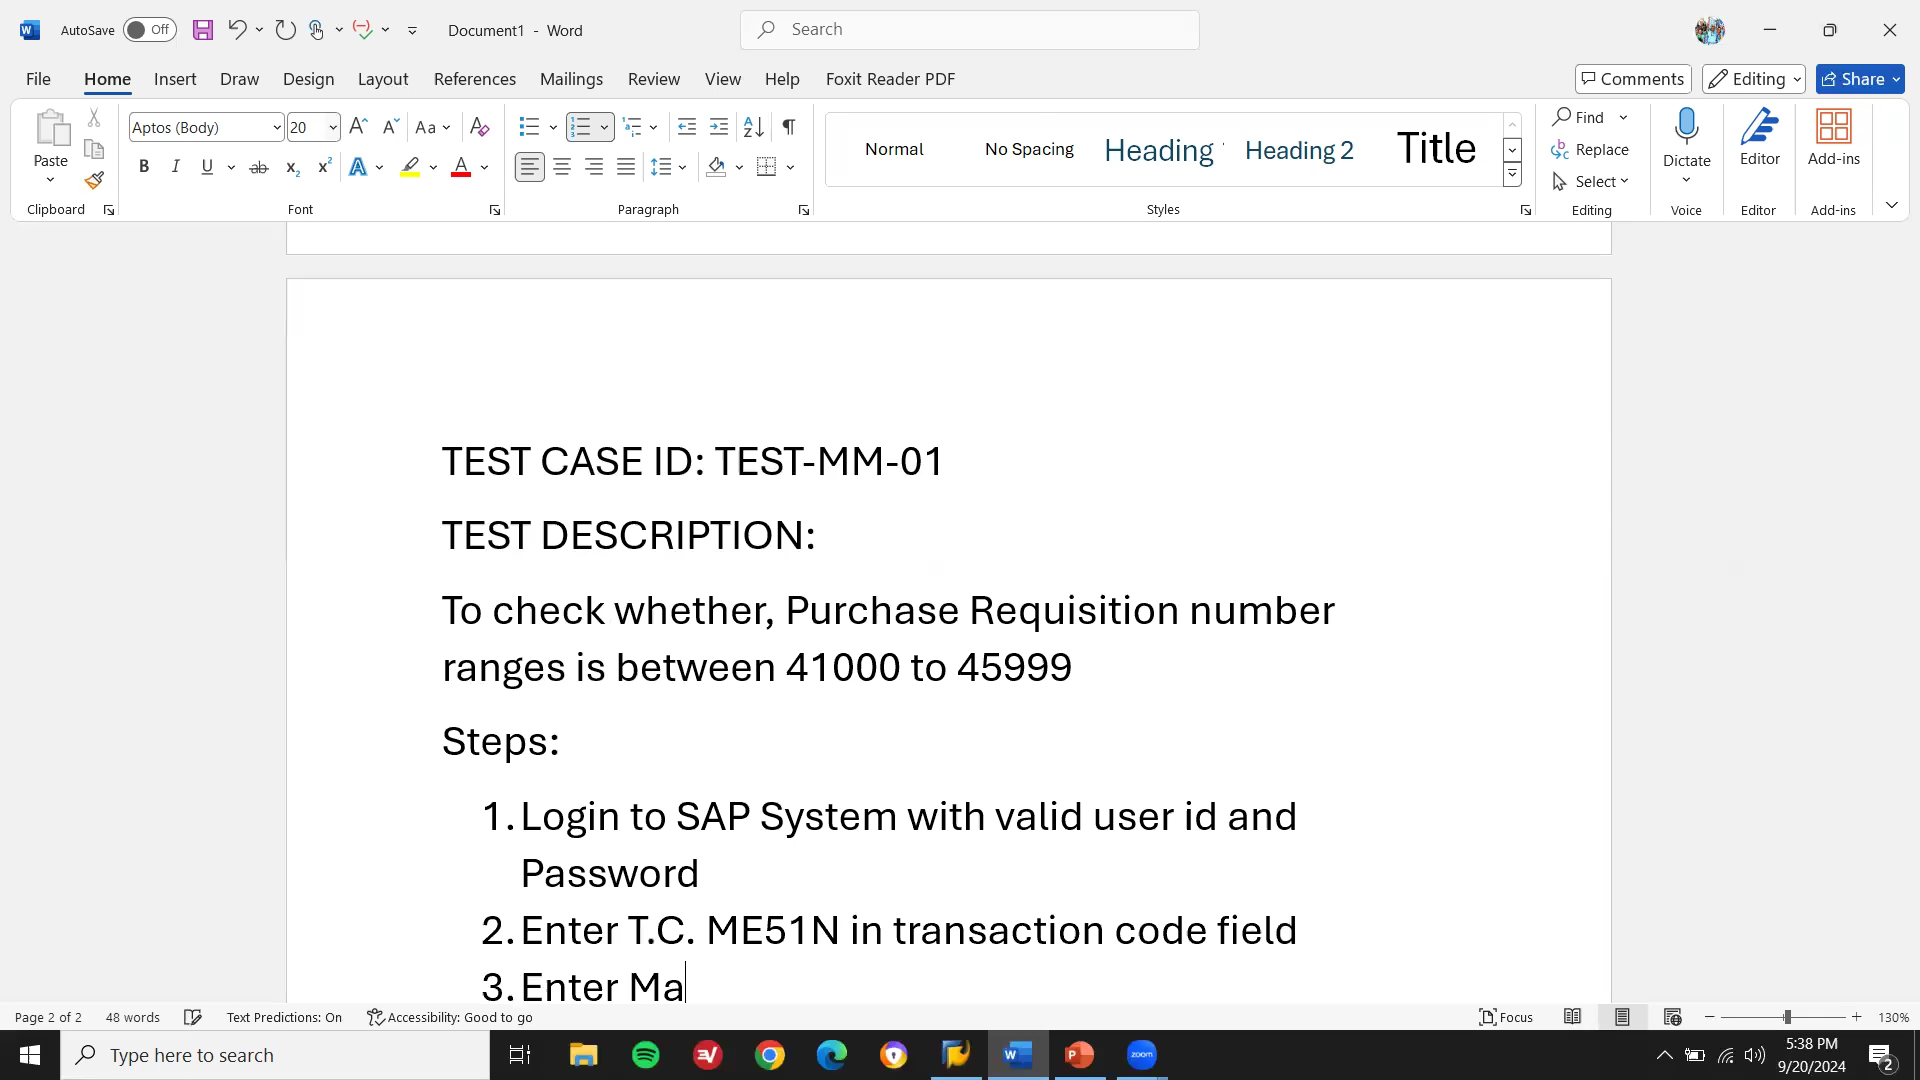 AutoSave Off Document1 - Word Search
File Home Insert Draw Design Layout References Mailings Review View Help Foxit Reader PDF Comments Editing Share
Paste
Clipboard
Aptos (Body) 20
Font
Paragraph
Normal No Spacing Heading Heading 2 Title
Styles
Find
Replace
Select
Editing
Dictate
Voice
Editor
Editor
Add-ins
Add-ins
TEST CASE ID: TEST-MM-01
TEST DESCRIPTION:
To check whether, Purchase Requisition number
ranges is between 41000 to 45999
Steps:
1. Login to SAP System with valid user id and
Password
2. Enter T.C. ME51N in transaction code field
3. Enter Ma
Page 2 of 2 48 words Text Predictions: On Accessibility: Good to go Focus 130%
Type here to search zoom 5:38 PM
9/20/2024 2